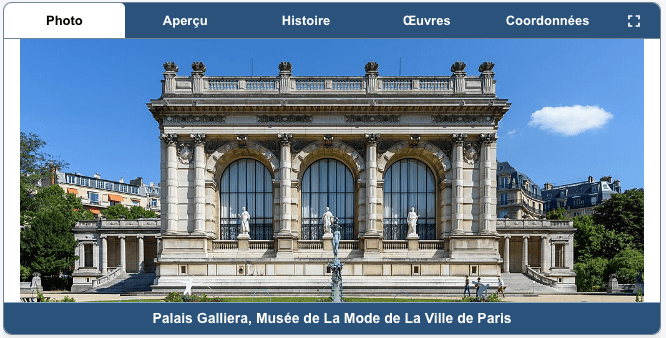 Photo
Aperçu
Histoire
Œuvres
Coordonnées
Palais Galliera, Musée de La Mode de La Ville de Paris